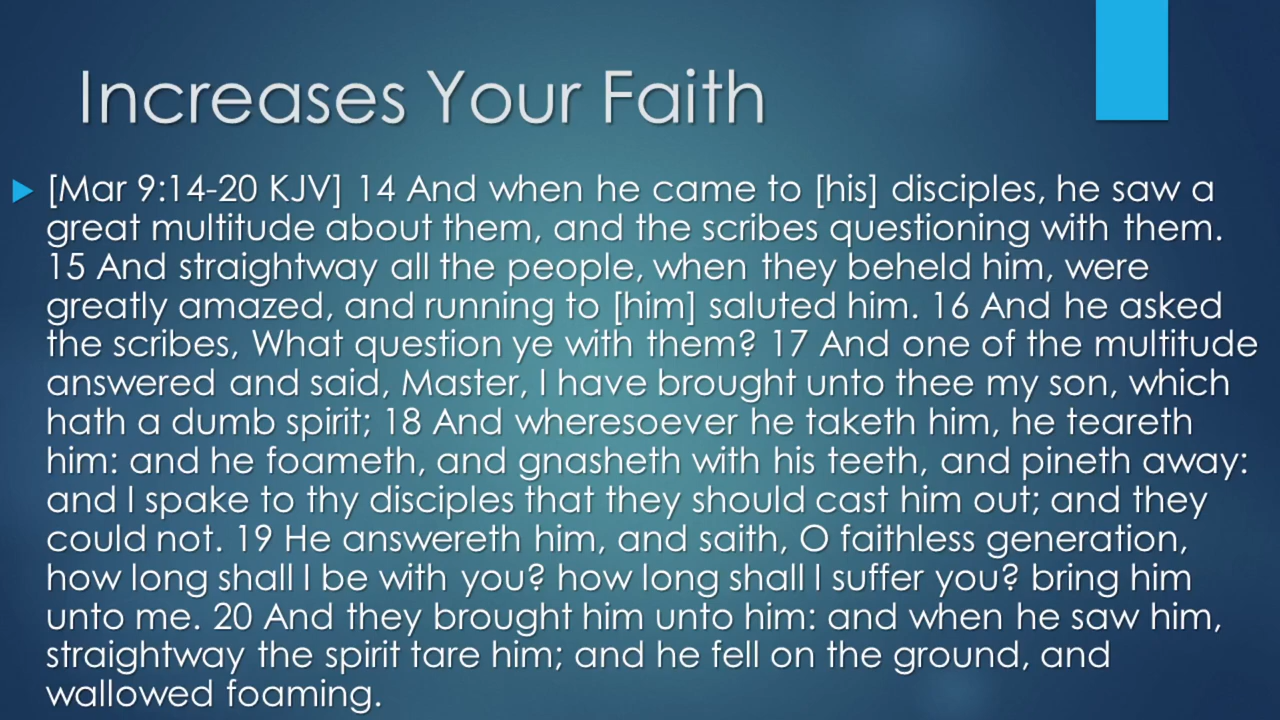 Increases Your Faith
[Mar 9:14-20 KJV] 14 And when he came to [his] disciples, he saw a
great multitude about them, and the scribes questioning with them.
15 And straightway all the people, when they beheld him, were
greatly amazed, and running to [him] saluted him. 16 And he asked
the scribes, What question ye with them? 17 And one of the multitude
answered and said, Master, I have brought unto thee my son, which
hath a dumb spirit; 18 And wheresoever he taketh him, he teareth
him: and he foameth, and gnasheth with his teeth, and pineth away:
and I spake to thy disciples that they should cast him out; and they
could not. 19 He answereth him, and saith, O faithless generation,
how long shall I be with you? how long shall I suffer you? bring him
unto me. 20 And they brought him unto him: and when he saw him,
straightway the spirit tare him; and he fell on the ground, and
wallowed foaming.